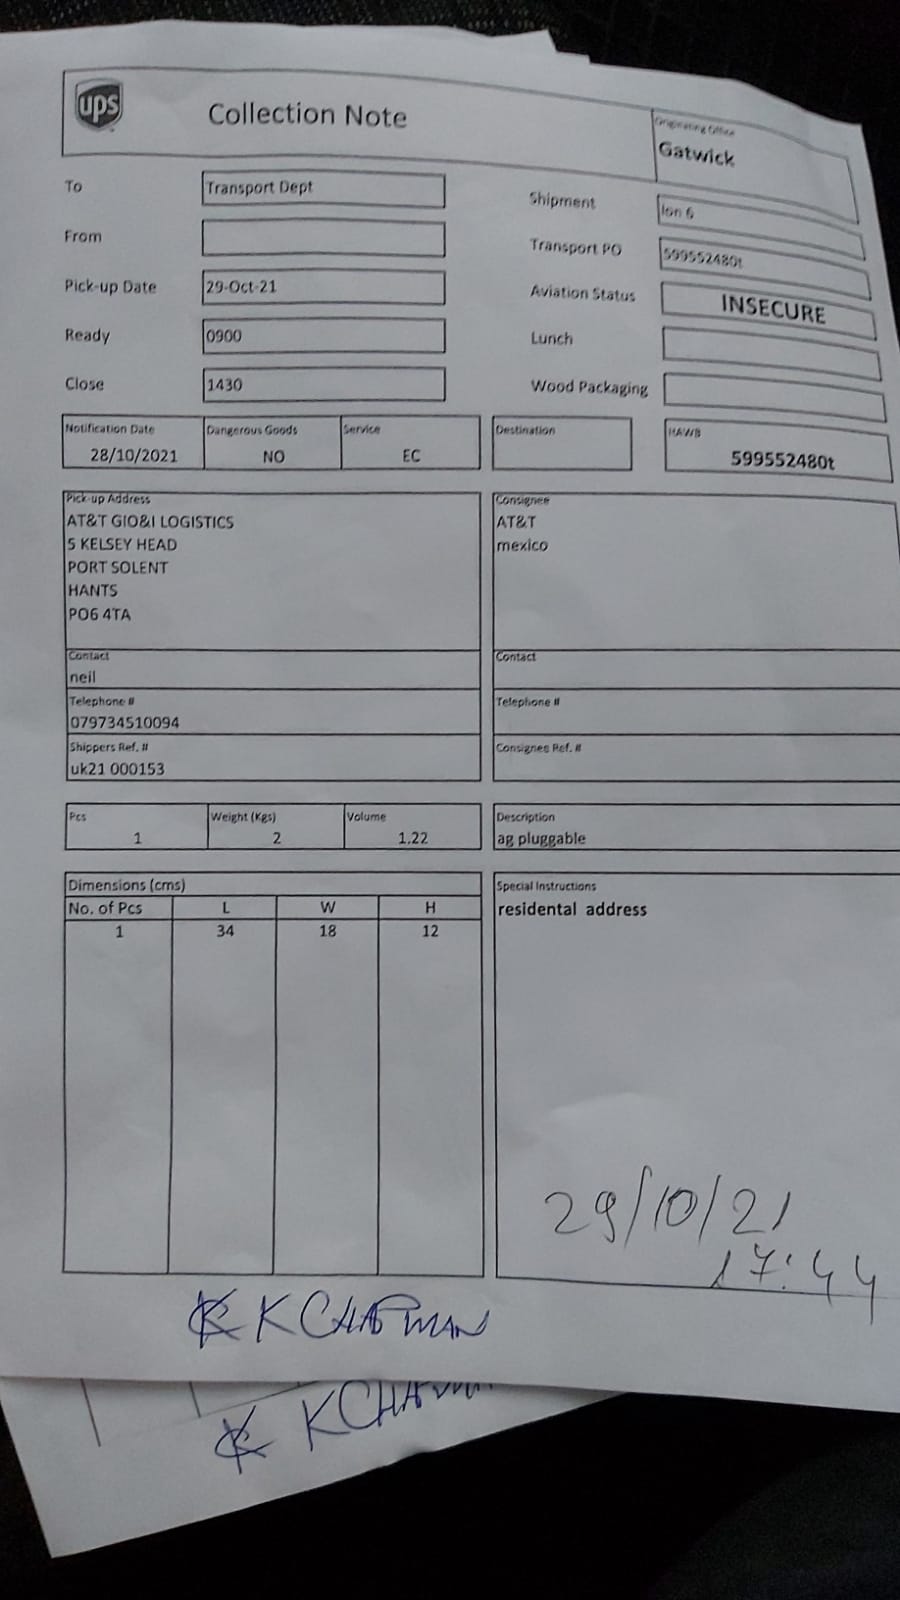 ups
Collection Note
Originating Office
Gatwick
To
Transport Dept
Shipment
lon 6
From
Transport PO
599552480t
Pick-up Date
29-Oct-21
Aviation Status
INSECURE
Ready
0900
Lunch
Close
1430
Wood Packaging
Notification Date
Dangerous Goods
Service
Destination
HAWB
28/10/2021
NO
EC
599552480t
Pick-up Address
AT&T GIO&I LOGISTICS
5 KELSEY HEAD
PORT SOLENT
HANTS
PO6 4TA
Consignee
AT&T
mexico
Contact
neil
Contact
Telephone #
079734510094
Telephone #
Shippers Ref. #
uk21 000153
Consignee Ref. #
Pcs
Weight (Kgs)
Volume
Description
1
2
1.22
ag pluggable
Dimensions (cms)
No. of Pcs L W H
1 34 18 12
Special Instructions
residental address
29/10/21
17:44
K CHAPMAN
K CHAPMAN